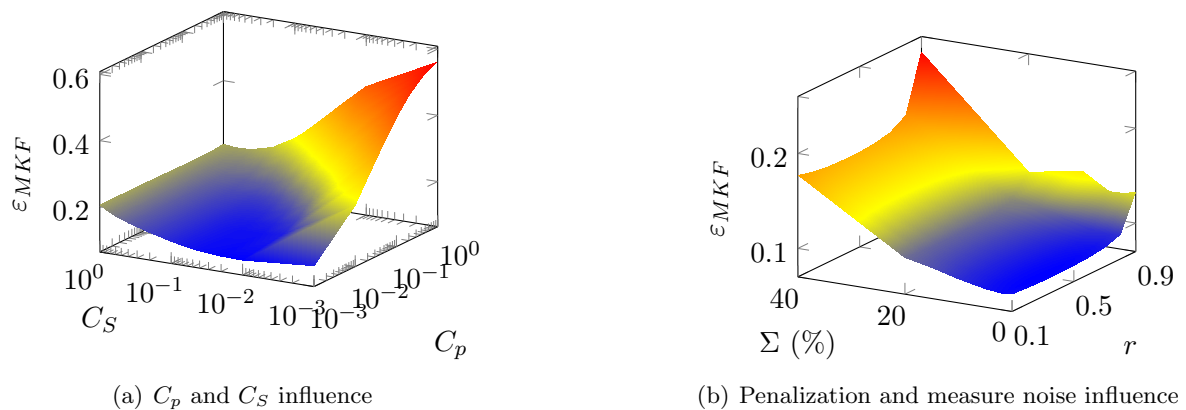 0.6
0.4
0.2
ε_{MKF}
10^0
10^{-1}
10^{-2}
10^{-3}
C_S
10^{-3}
10^{-2}
10^{-1}
10^0
C_p
(a) C_p and C_S influence
0.2
0.1
ε_{MKF}
40
20
0
Σ (%)
0.1
0.5
0.9
r
(b) Penalization and measure noise influence